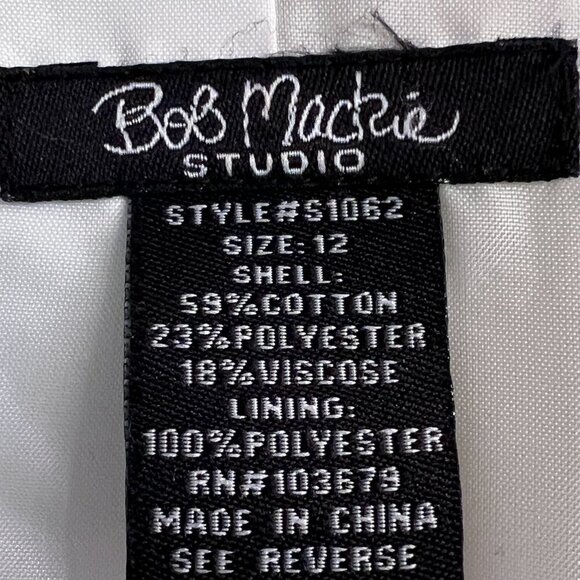 Bob Mackie
STUDIO
STYLE#S1062
SIZE:12
SHELL:
59%COTTON
23%POLYESTER
18%VISCOSE
LINING:
100%POLYESTER
RN#103679
MADE IN CHINA
SEE REVERSE